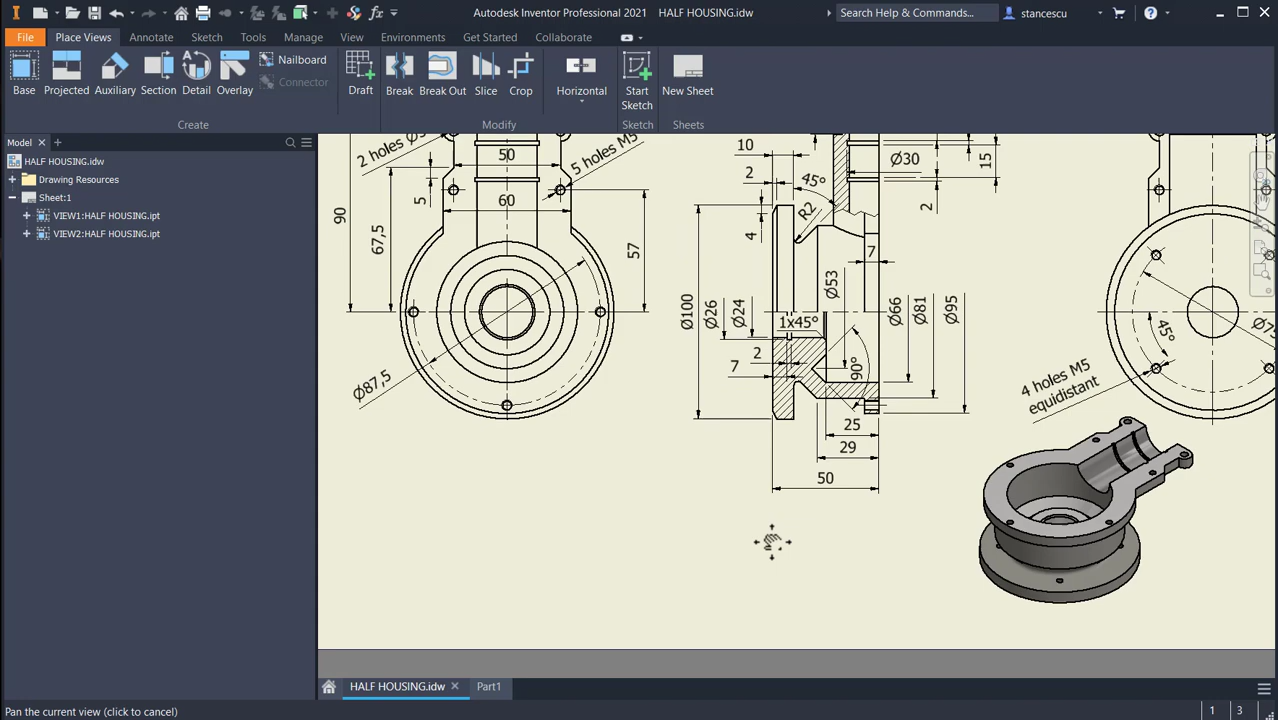 Autodesk Inventor Professional 2021 HALF HOUSING.idw
Search Help & Commands...
stancescu
File Place Views Annotate Sketch Tools Manage View Environments Get Started Collaborate
Base
Projected
Auxiliary
Section
Detail
Overlay
Nailboard
Connector
Draft
Break
Break Out
Slice
Crop
Horizontal
Start
Sketch
New Sheet
Create
Modify
Sketch
Sheets
Model
HALF HOUSING.idw
Drawing Resources
Sheet:1
VIEW1:HALF HOUSING.ipt
VIEW2:HALF HOUSING.ipt
2 holes
50
5 holes M5
5
60
90
67,5
57
Ø87,5
10
2
45°
R2
4
Ø30
15
2
7
Ø53
Ø100
Ø26
Ø24
1x45°
Ø66
Ø81
Ø95
2
7
90°
25
29
50
45°
4 holes M5
equidistant
HALF HOUSING.idw
Part1
Pan the current view (click to cancel)
1
3